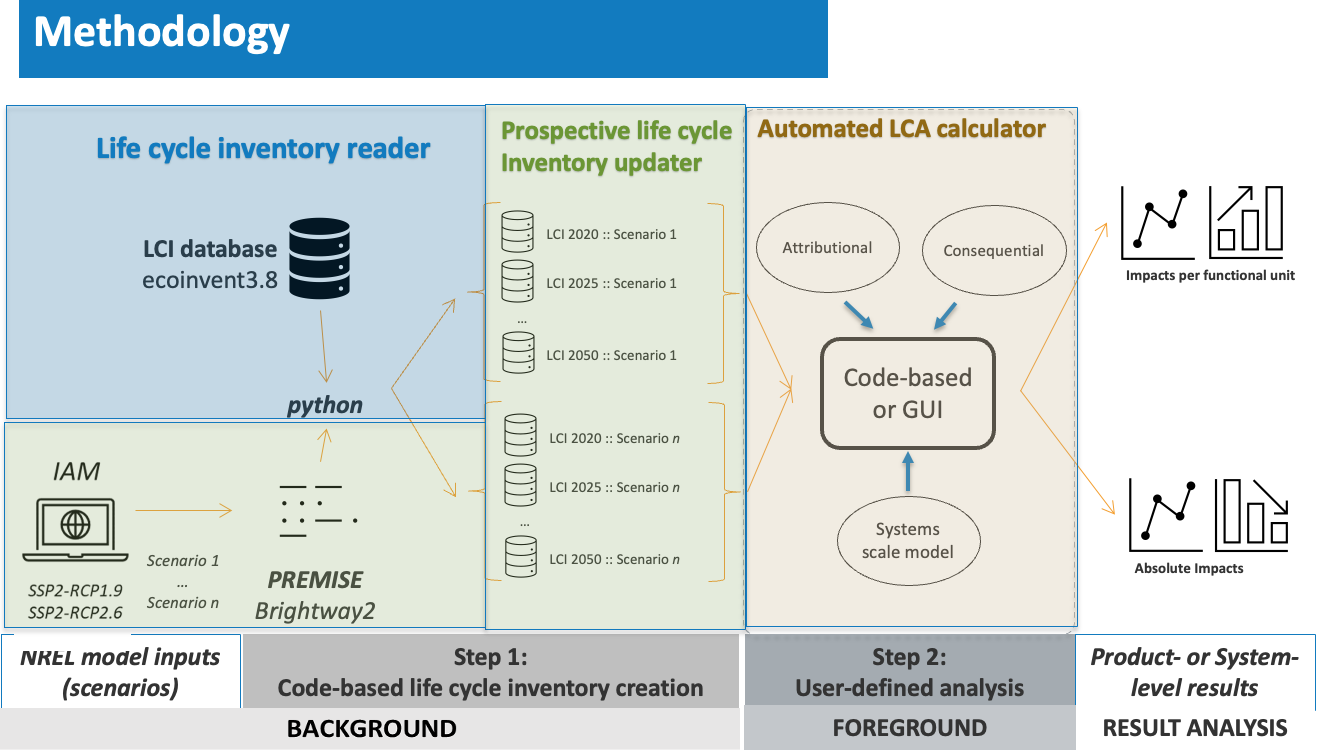 Methodology
Life cycle inventory reader
LCI database
ecoinvent3.8
python
IAM
SSP2-RCP1.9
SSP2-RCP2.6
Scenario 1
...
Scenario n
PREMISE
Brightway2
Prospective life cycle
Inventory updater
LCI 2020 :: Scenario 1
LCI 2025 :: Scenario 1
...
LCI 2050 :: Scenario 1
LCI 2020 :: Scenario n
LCI 2025 :: Scenario n
...
LCI 2050 :: Scenario n
Automated LCA calculator
Attributional
Consequential
Code-based
or GUI
Systems
scale model
Impacts per functional unit
Absolute Impacts
NREL model inputs
(scenarios)
Step 1:
Code-based life cycle inventory creation
Step 2:
User-defined analysis
Product- or System-
level results
BACKGROUND
FOREGROUND
RESULT ANALYSIS